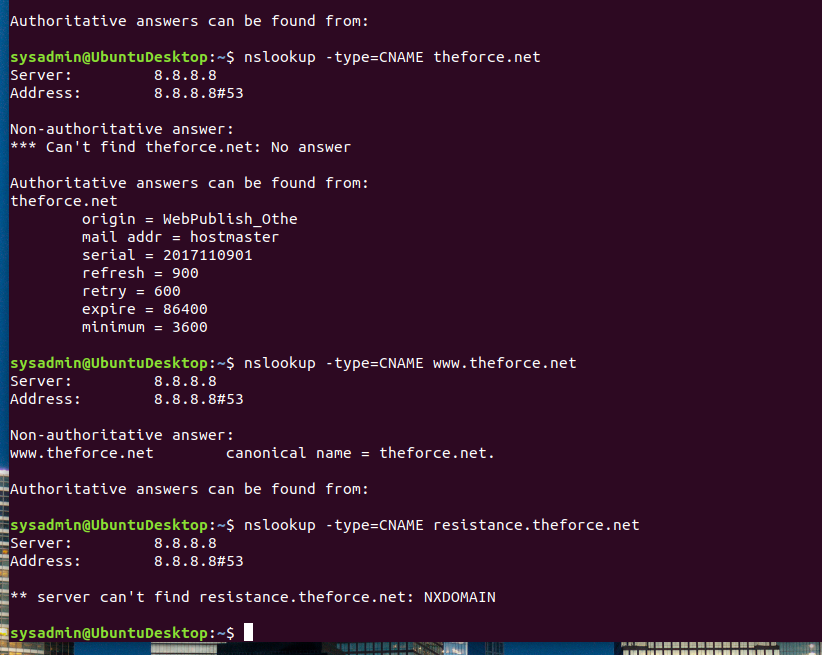 Authoritative answers can be found from:
sysadmin@UbuntuDesktop:~$ nslookup -type=CNAME theforce.net
Server:         8.8.8.8
Address:        8.8.8.8#53
Non-authoritative answer:
*** Can't find theforce.net: No answer
Authoritative answers can be found from:
theforce.net
        origin = WebPublish_Othe
        mail addr = hostmaster
        serial = 2017110901
        refresh = 900
        retry = 600
        expire = 86400
        minimum = 3600
sysadmin@UbuntuDesktop:~$ nslookup -type=CNAME www.theforce.net
Server:         8.8.8.8
Address:        8.8.8.8#53
Non-authoritative answer:
www.theforce.net        canonical name = theforce.net.
Authoritative answers can be found from:
sysadmin@UbuntuDesktop:~$ nslookup -type=CNAME resistance.theforce.net
Server:         8.8.8.8
Address:        8.8.8.8#53
** server can't find resistance.theforce.net: NXDOMAIN
sysadmin@UbuntuDesktop:~$